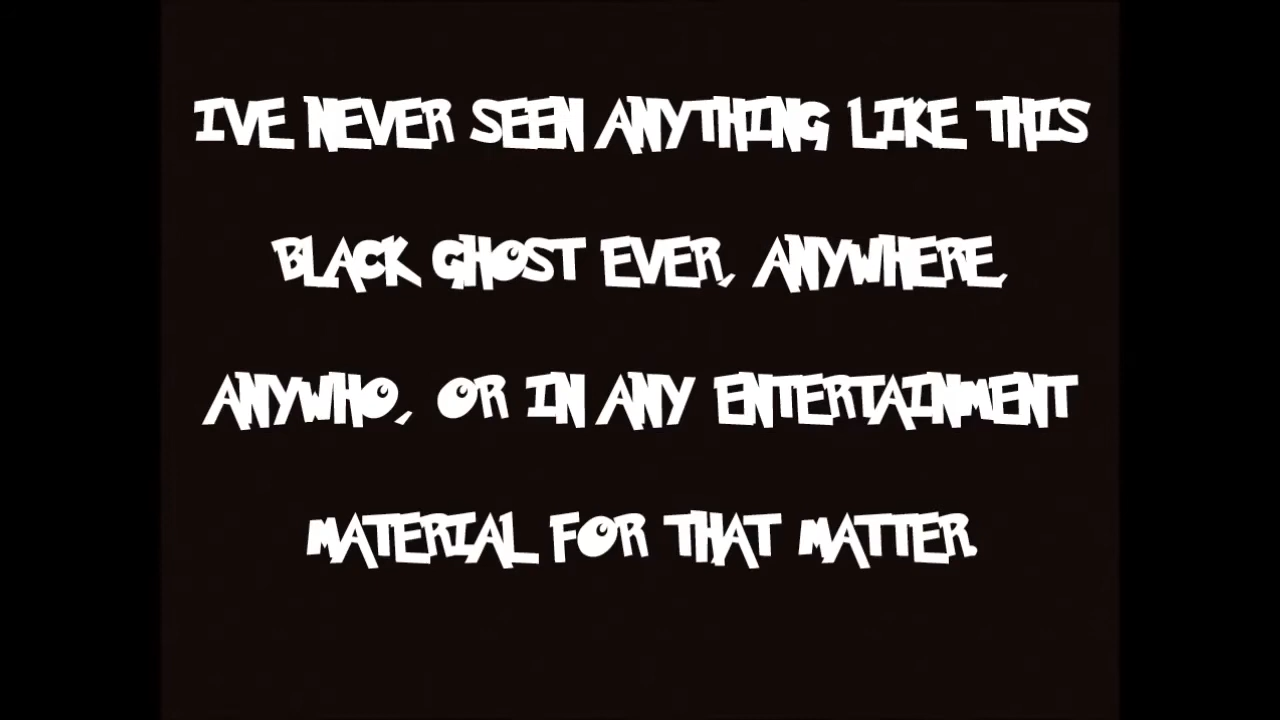 IVE NEVER SEEN ANYTHING LIKE THIS
BLACK GHOST EVER, ANYWHERE,
ANYWHO, OR IN ANY ENTERTAINMENT
MATERIAL FOR THAT MATTER.